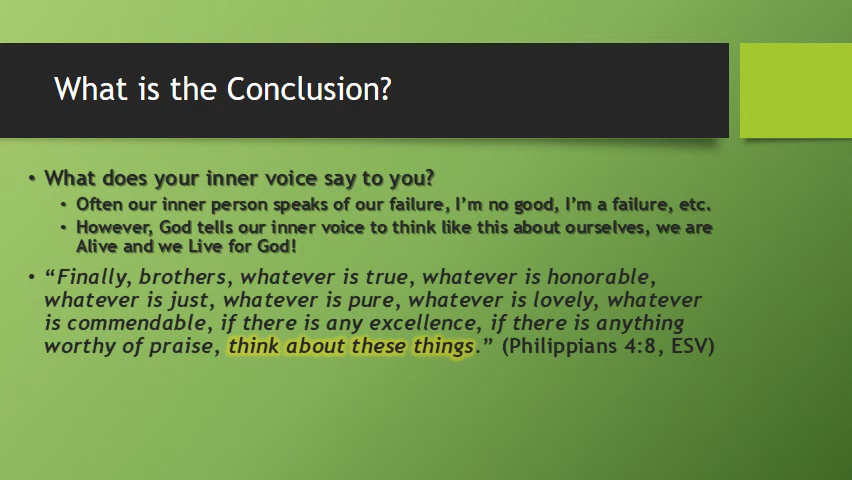 What is the Conclusion?
• What does your inner voice say to you?
• Often our inner person speaks of our failure, I’m no good, I’m a failure, etc.
• However, God tells our inner voice to think like this about ourselves, we are
Alive and we Live for God!
• “Finally, brothers, whatever is true, whatever is honorable,
whatever is just, whatever is pure, whatever is lovely, whatever
is commendable, if there is any excellence, if there is anything
worthy of praise, think about these things.” (Philippians 4:8, ESV)